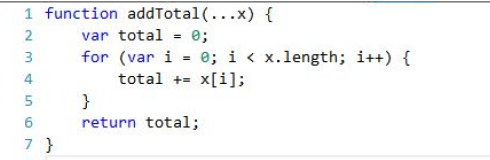 1 function addTotal(...x) {
2     var total = 0;
3     for (var i = 0; i < x.length; i++) {
4         total += x[i];
5     }
6     return total;
7 }